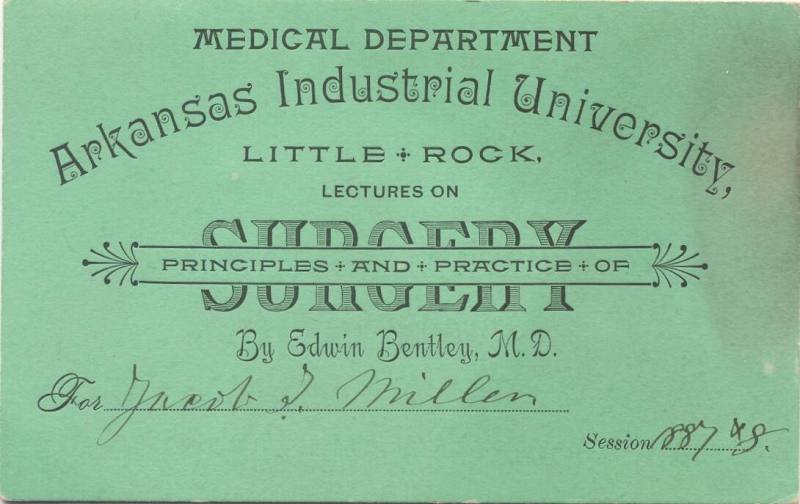 MEDICAL DEPARTMENT
Arkansas Industrial University,
LITTLE ROCK.
LECTURES ON
SURGERY
PRINCIPLES + AND + PRACTICE + OF
By Edwin Bentley, M.D.
For Jacob
Session 1887